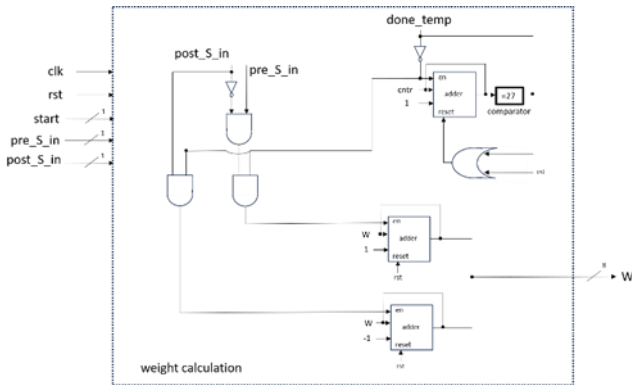 done_temp
post_S_in
pre_S_in
clk
rst
start
1
pre_S_in
1
post_S_in
1
en
cntr
adder
1
reset
=27
comparator
en
W
adder
1
reset
rst
8
W
en
W
adder
-1
reset
rst
weight calculation